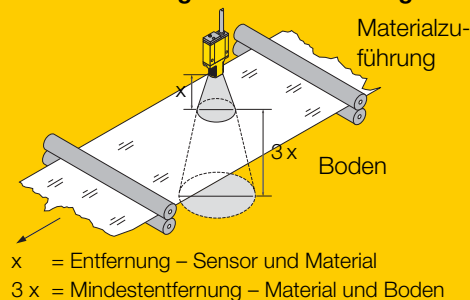 Materialzu-
führung
x
3 x
Boden
x = Entfernung – Sensor und Material
3 x = Mindestentfernung – Material und Boden